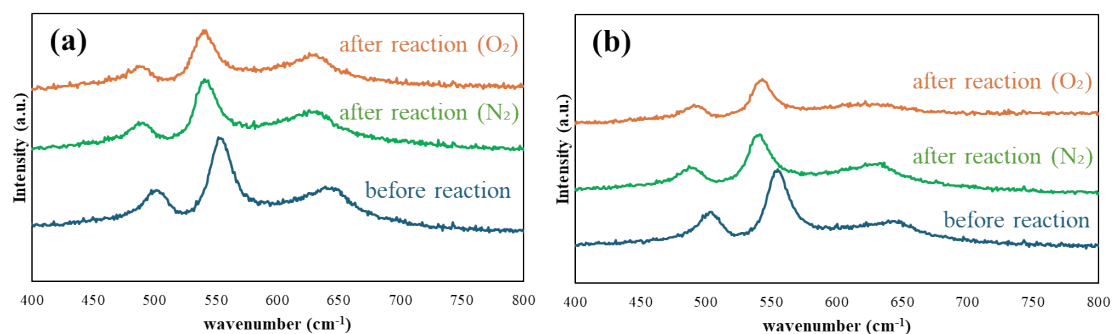 (a)
after reaction (O₂)
after reaction (N₂)
before reaction
Intensity (a.u.)
400 450 500 550 600 650 700 750 800
wavenumber (cm⁻¹)
(b)
after reaction (O₂)
after reaction (N₂)
before reaction
Intensity (a.u.)
400 450 500 550 600 650 700 750 800
wavenumber (cm⁻¹)